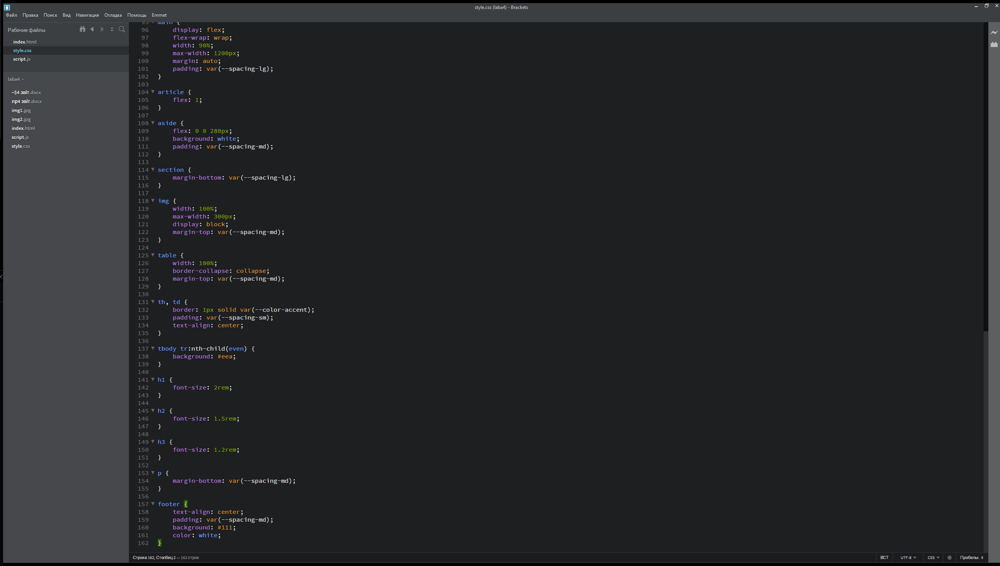 style.css (laba4) - Brackets
Файл Правка Поиск Вид Навигация Отладка Помощь Emmet
Рабочие файлы
index.html
style.css
script.js
laba4
~$4 звіт.docx
лр4 звіт.docx
img1.jpg
img2.jpg
index.html
script.js
style.css
95 main {
96 display: flex;
97 flex-wrap: wrap;
98 width: 90%;
99 max-width: 1200px;
100 margin: auto;
101 padding: var(--spacing-lg);
102 }
103
104 article {
105 flex: 1;
106 }
107
108 aside {
109 flex: 0 0 280px;
110 background: white;
111 padding: var(--spacing-md);
112 }
113
114 section {
115 margin-bottom: var(--spacing-lg);
116 }
117
118 img {
119 width: 100%;
120 max-width: 300px;
121 display: block;
122 margin-top: var(--spacing-md);
123 }
124
125 table {
126 width: 100%;
127 border-collapse: collapse;
128 margin-top: var(--spacing-md);
129 }
130
131 th, td {
132 border: 1px solid var(--color-accent);
133 padding: var(--spacing-sm);
134 text-align: center;
135 }
136
137 tbody tr:nth-child(even) {
138 background: #eea;
139 }
140
141 h1 {
142 font-size: 2rem;
143 }
144
145 h2 {
146 font-size: 1.5rem;
147 }
148
149 h3 {
150 font-size: 1.2rem;
151 }
152
153 p {
154 margin-bottom: var(--spacing-md);
155 }
156
157 footer {
158 text-align: center;
159 padding: var(--spacing-md);
160 background: #111;
161 color: white;
162 }
Строка 162, Столбец 2 — 162 строк
ВСТ UTF-8 CSS Пробелы: 4